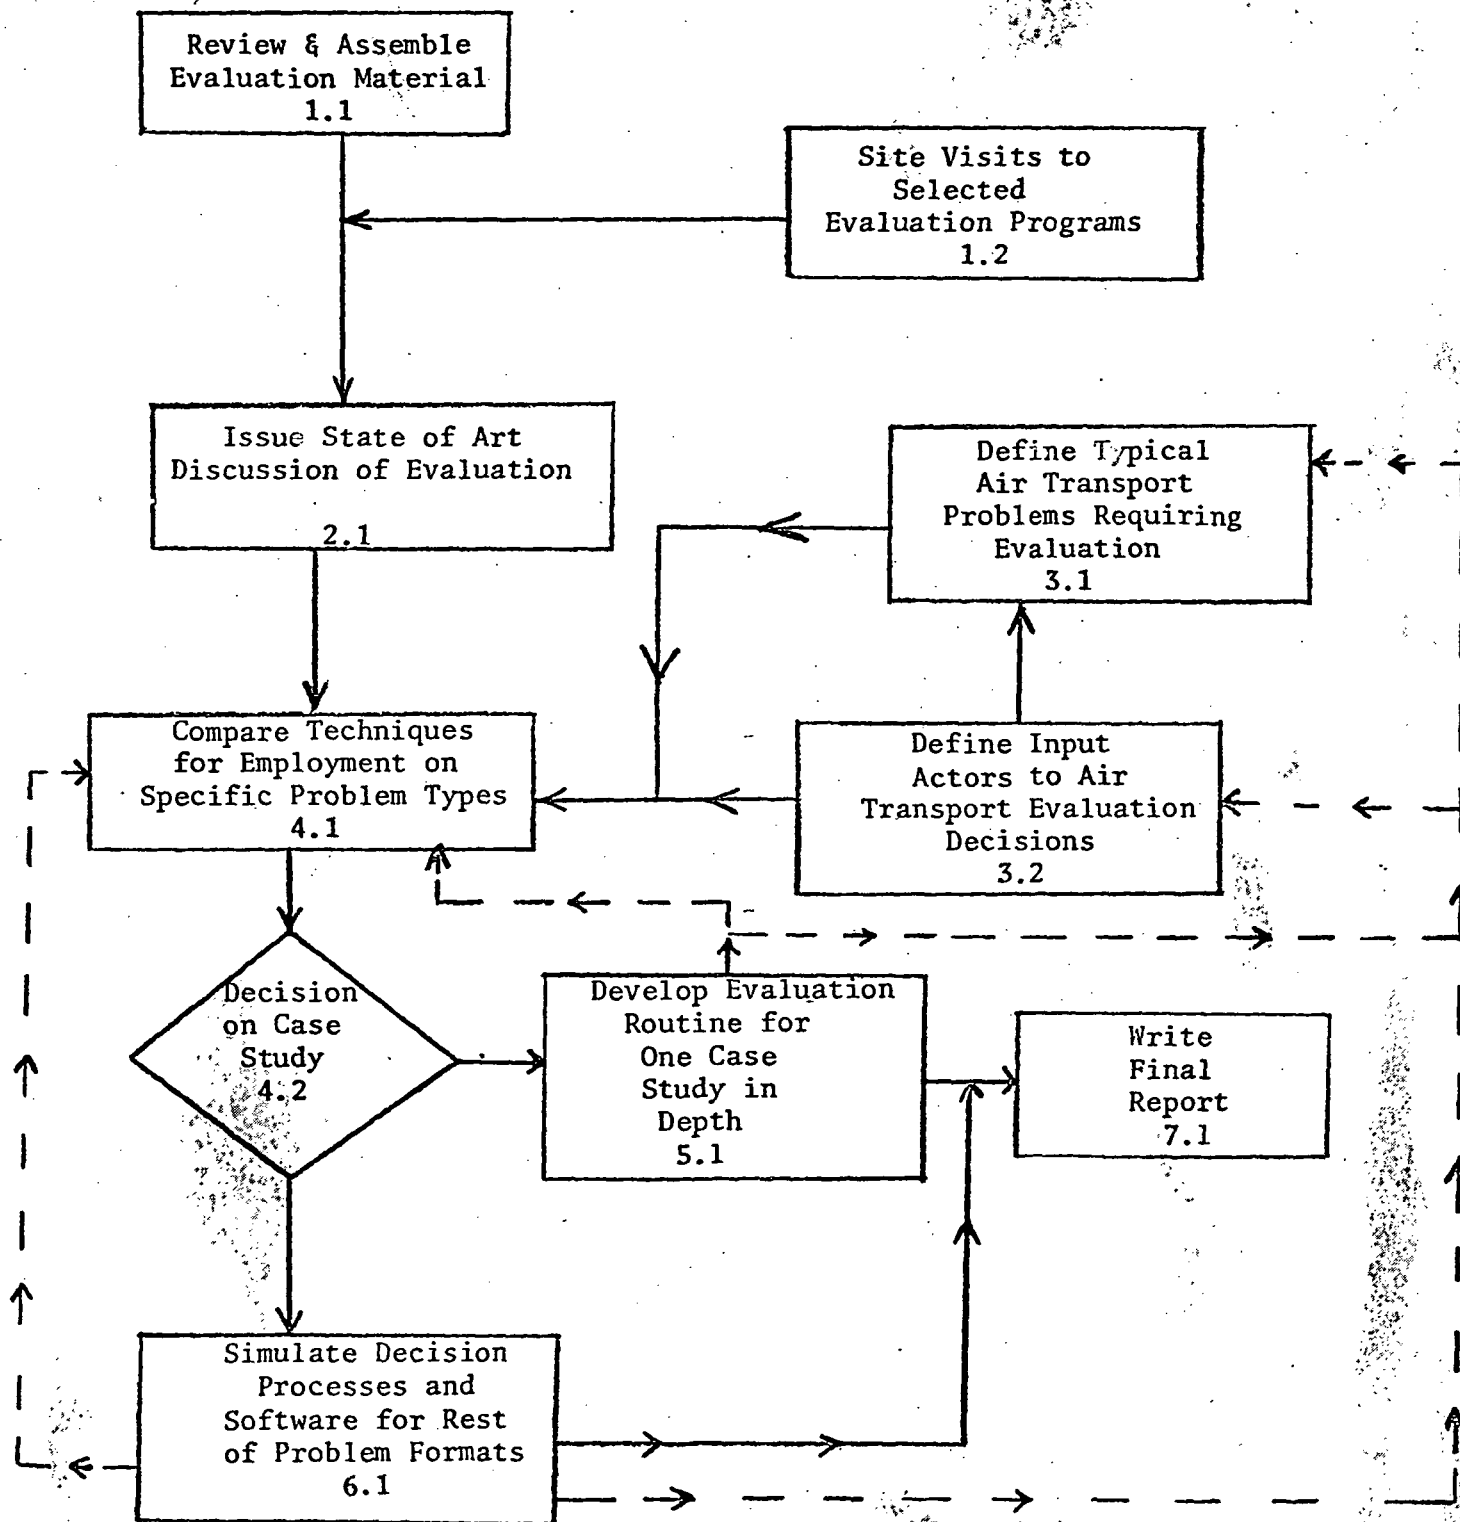 Review & Assemble
Evaluation Material
1.1
Site Visits to
Selected
Evaluation Programs
1.2
Issue State of Art
Discussion of Evaluation
2.1
Define Typical
Air Transport
Problems Requiring
Evaluation
3.1
Compare Techniques
for Employment on
Specific Problem Types
4.1
Define Input
Actors to Air
Transport Evaluation
Decisions
3.2
Decision
on Case
Study
4.2
Develop Evaluation
Routine for
One Case
Study in
Depth
5.1
Write
Final
Report
7.1
Simulate Decision
Processes and
Software for Rest
of Problem Formats
6.1